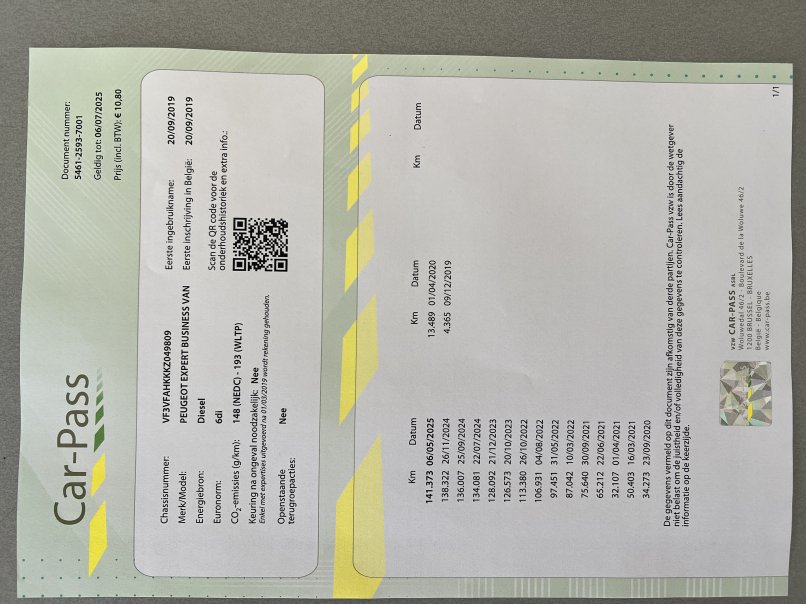 Car-Pass
Document nummer:
5461-2593-7001
Geldig tot: 06/07/2025
Prijs (incl. BTW): € 10,80
Chassisnummer: VF3VFAHKKKZ049809
Merk/Model: PEUGEOT EXPERT BUSINESS VAN
Energiebron: Diesel
Euronorm: 6di
CO₂-emissies (g/km): 148 (NEDC) - 193 (WLTP)
Keuring na ongeval noodzakelijk: Nee
Enkel met expertises uitgevoerd na 01/03/2019 wordt rekening gehouden.
Openstaande terugroepacties: Nee
Eerste ingebruikname: 20/09/2019
Eerste inschrijving in België: 20/09/2019
Scan de QR code voor de
onderhoudshistoriek en extra info.:
Km Datum
141.373 06/05/2025
138.322 26/11/2024
136.007 25/09/2024
134.081 22/07/2024
128.092 21/12/2023
126.573 20/10/2023
113.380 26/10/2022
106.931 04/08/2022
97.451 31/05/2022
87.042 10/03/2022
75.640 30/09/2021
65.212 22/06/2021
32.107 01/04/2021
50.403 16/03/2021
34.273 23/09/2020
Km Datum
13.489 01/04/2020
4.365 09/12/2019
Km Datum
De gegevens vermeld op dit document zijn afkomstig van derde partijen. Car-Pass vzw is door de wetgever
niet belast om de juistheid en/of volledigheid van deze gegevens te controleren. Lees aandachtig de
informatie op de keerzijde.
vzw CAR-PASS asbl
Woluwedal 46/2 - Boulevard de la Woluwe 46/2
1200 BRUSSEL - BRUXELLES
België - Belgique
www.car-pass.be
1/1